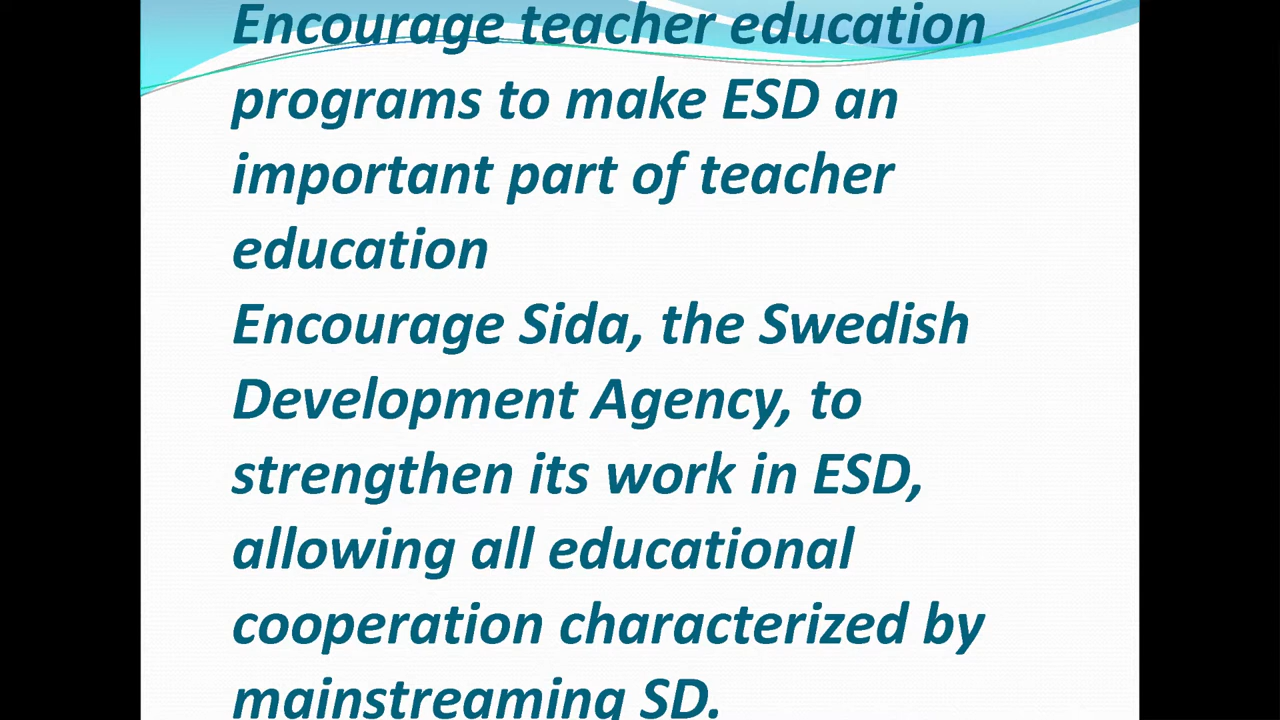 Encourage teacher education
programs to make ESD an
important part of teacher
education
Encourage Sida, the Swedish
Development Agency, to
strengthen its work in ESD,
allowing all educational
cooperation characterized by
mainstreaming SD.